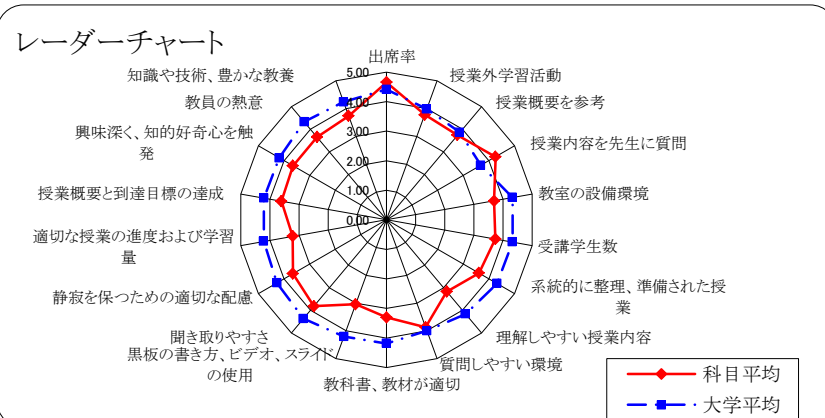 レーダーチャート
出席率
授業外学習活動
授業概要を参考
授業内容を先生に質問
教室の設備環境
受講学生数
系統的に整理、準備された授
業
理解しやすい授業内容
質問しやすい環境
教科書、教材が適切
黒板の書き方、ビデオ、スライド
の使用
聞き取りやすさ
静寂を保つための適切な配慮
適切な授業の進度および学習
量
授業概要と到達目標の達成
興味深く、知的好奇心を触
発
教員の熱意
知識や技術、豊かな教養
5.00
4.00
3.00
2.00
1.00
0.00
科目平均
大学平均